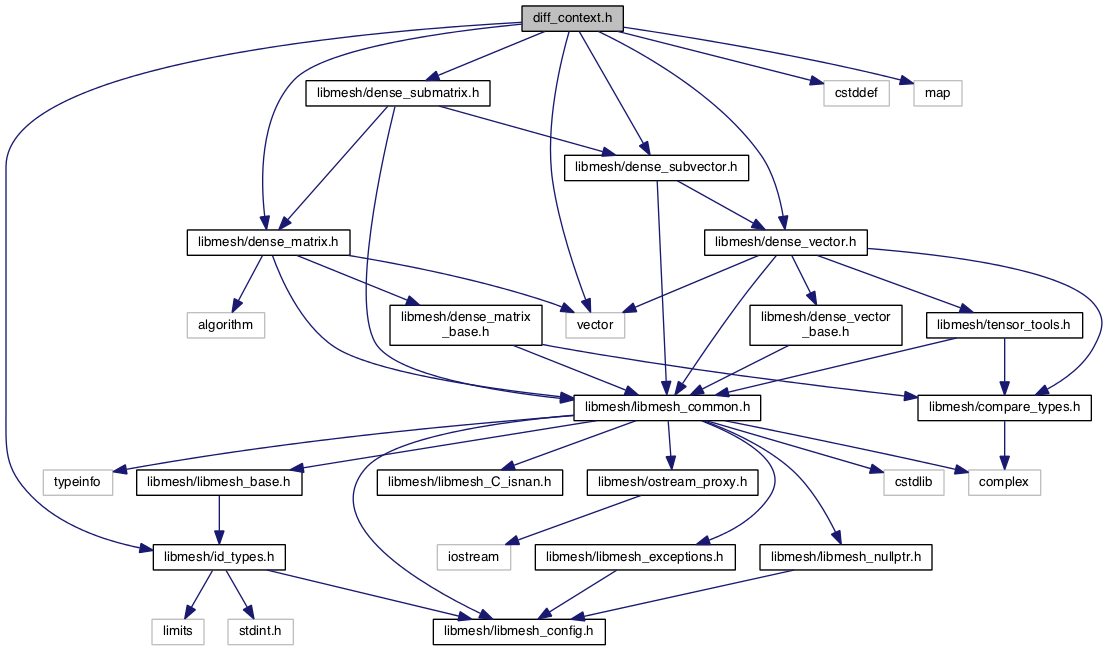 diff_context.h
libmesh/dense_submatrix.h
cstddef
map
libmesh/dense_subvector.h
libmesh/dense_matrix.h
libmesh/dense_vector.h
algorithm
libmesh/dense_matrix
_base.h
vector
libmesh/dense_vector
_base.h
libmesh/tensor_tools.h
libmesh/libmesh_common.h
libmesh/compare_types.h
typeinfo
libmesh/libmesh_base.h
libmesh/libmesh_C_isnan.h
libmesh/ostream_proxy.h
cstdlib
complex
libmesh/id_types.h
iostream
libmesh/libmesh_exceptions.h
libmesh/libmesh_nullptr.h
limits
stdint.h
libmesh/libmesh_config.h